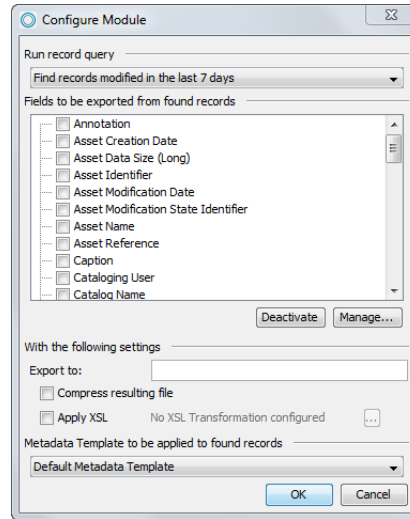 Configure Module
Run record query
Find records modified in the last 7 days
Fields to be exported from found records
Annotation
Asset Creation Date
Asset Data Size (Long)
Asset Identifier
Asset Modification Date
Asset Modification State Identifier
Asset Name
Asset Reference
Caption
Cataloging User
Catalog Name
Deactivate Manage...
With the following settings
Export to:
Compress resulting file
Apply XSL No XSL Transformation configured ...
Metadata Template to be applied to found records
Default Metadata Template
OK Cancel